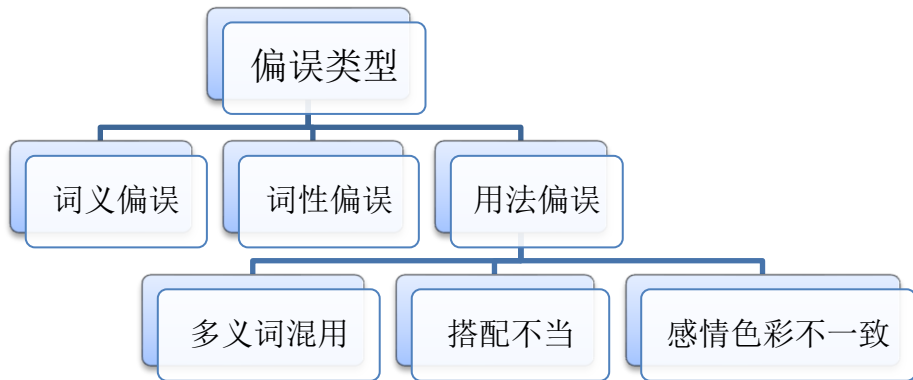 偏误类型
词义偏误
词性偏误
用法偏误
多义词混用
搭配不当
感情色彩不一致